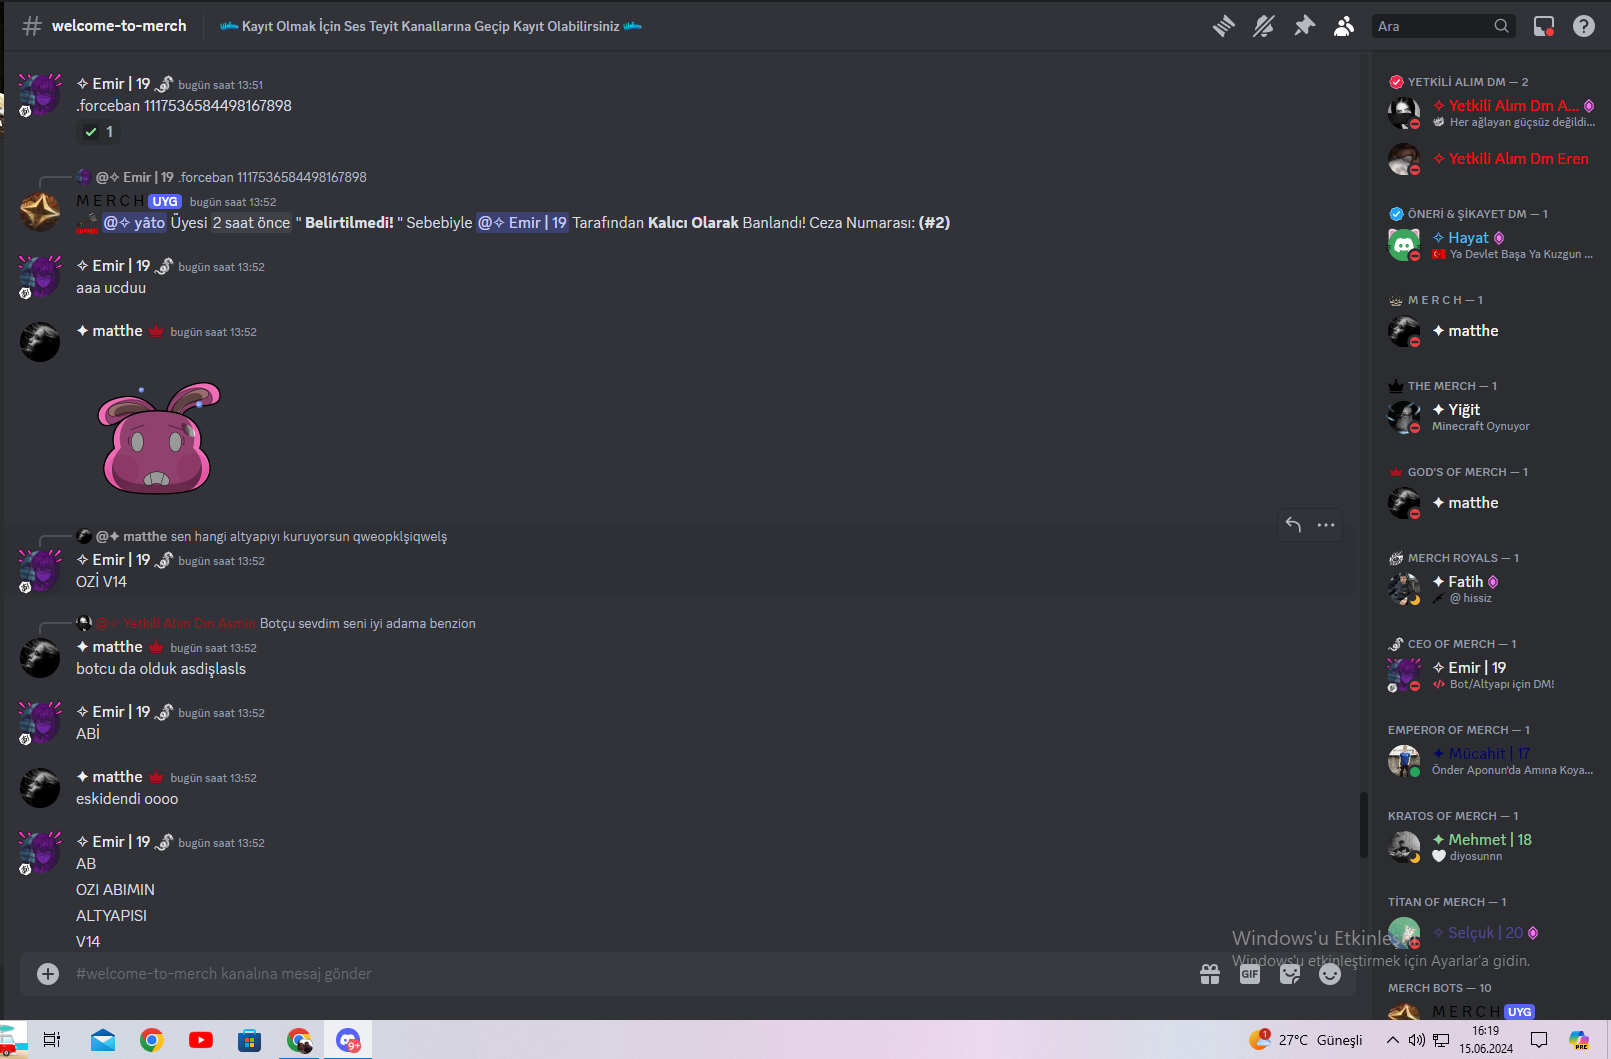 welcome-to-merch
Kayıt Olmak İçin Ses Teyit Kanallarına Geçip Kayıt Olabilirsiniz
Ara
✧ Emir | 19 bugün saat 13:51
.forceban 1117536584498167898
1
@✧ Emir | 19 .forceban 1117536584498167898
M E R C H UYG bugün saat 13:52
@✧ yâto Üyesi 2 saat önce " Belirtilmedi! " Sebebiyle @✧ Emir | 19 Tarafından Kalıcı Olarak Banlandı! Ceza Numarası: (#2)
✧ Emir | 19 bugün saat 13:52
aaa ucduu
✦ matthe bugün saat 13:52
@✦ matthe sen hangi altyapıyı kuruyorsun qweopklşiqwelş
✧ Emir | 19 bugün saat 13:52
OZİ V14
@✧ Yetkili Alım Dm Asmin Botçu sevdim seni iyi adama benzion
✦ matthe bugün saat 13:52
botcu da olduk asdişlasls
✧ Emir | 19 bugün saat 13:52
ABİ
✦ matthe bugün saat 13:52
eskidendi oooo
✧ Emir | 19 bugün saat 13:52
AB
OZI ABIMIN
ALTYAPISI
V14
#welcome-to-merch kanalına mesaj gönder
GIF
YETKİLİ ALIM DM — 2
✧ Yetkili Alım Dm A...
Her ağlayan güçsüz değildi...
✧ Yetkili Alım Dm Eren
ÖNERİ & ŞİKAYET DM — 1
✧ Hayat
Ya Devlet Başa Ya Kuzgun ...
M E R C H — 1
✦ matthe
THE MERCH — 1
✦ Yiğit
Minecraft Oynuyor
GOD'S OF MERCH — 1
✦ matthe
MERCH ROYALS — 1
✦ Fatih
@ hissiz
CEO OF MERCH — 1
✧ Emir | 19
Bot/Altyapı için DM!
EMPEROR OF MERCH — 1
✦ Mücahit | 17
Önder Aponun'da Amına Koya...
KRATOS OF MERCH — 1
✦ Mehmet | 18
diyosunnn
TİTAN OF MERCH — 1
✧ Selçuk | 20
MERCH BOTS — 10
M E R C H UYG
Windows'u Etkinleştir
Windows'u etkinleştirmek için Ayarlar'a gidin.
9+
1
27°C Güneşli
16:19
15.06.2024
PRE